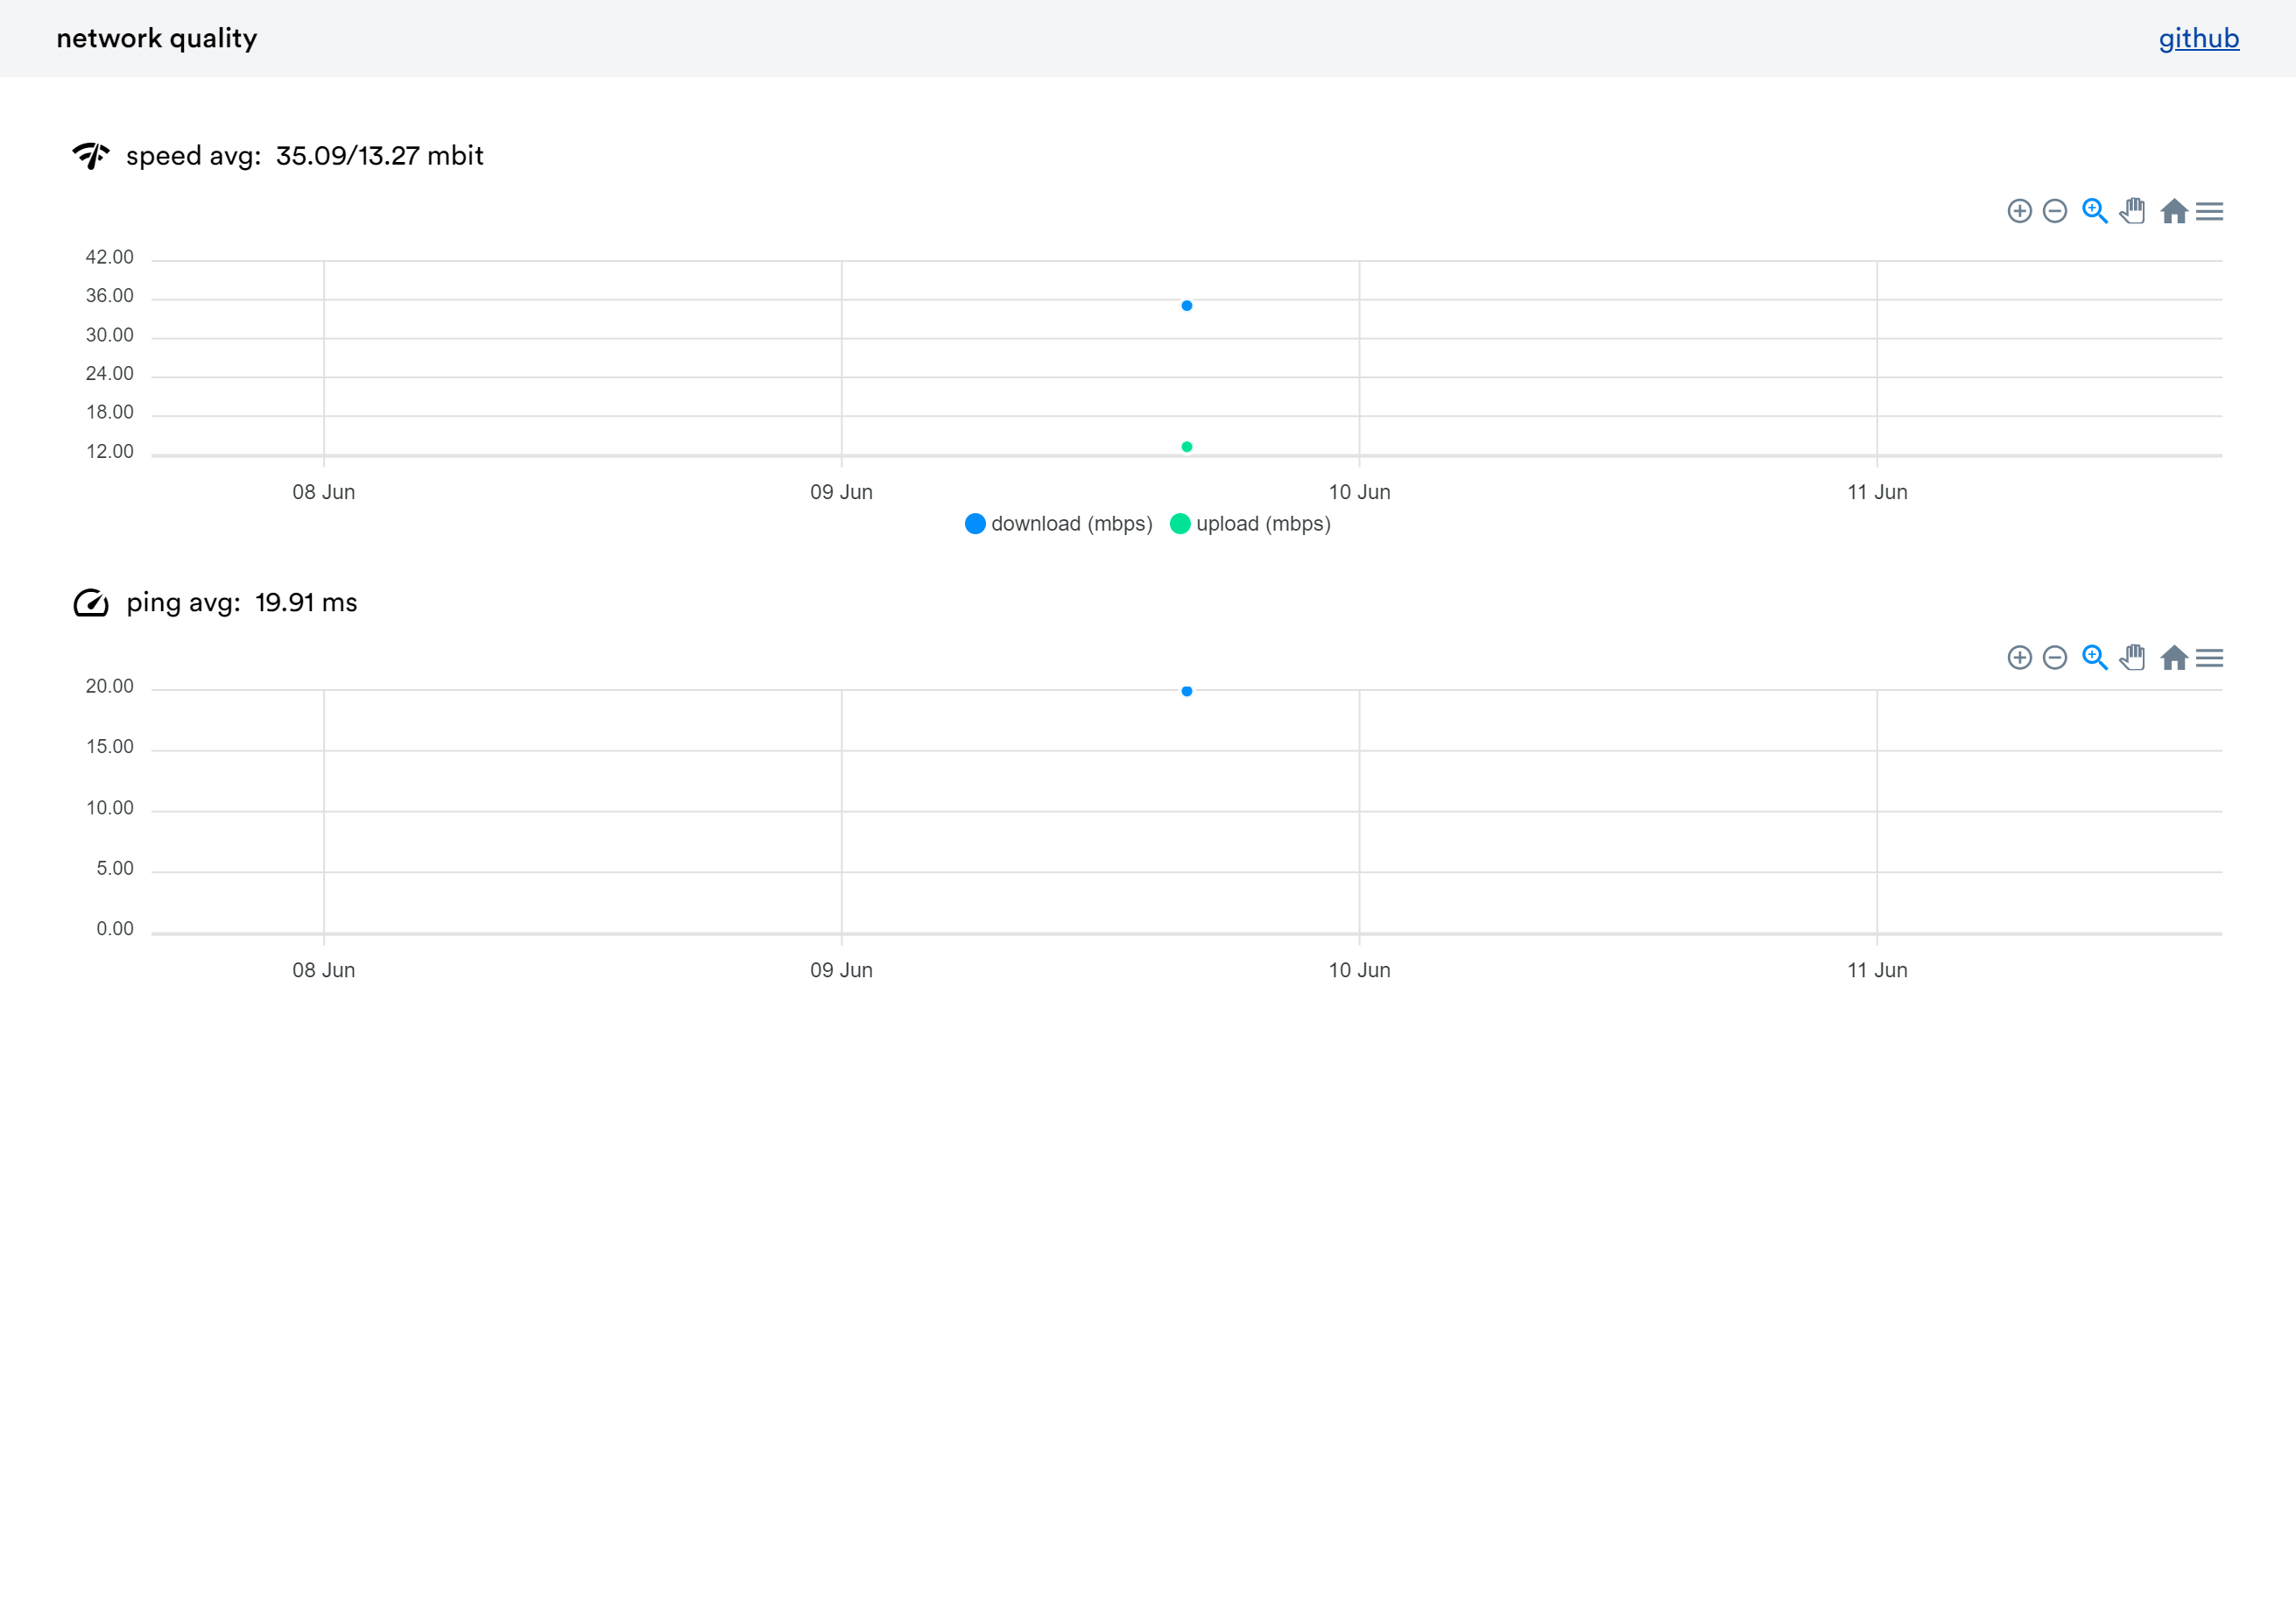 network quality
github
speed avg: 35.09/13.27 mbit
42.00
36.00
30.00
24.00
18.00
12.00
08 Jun
09 Jun
10 Jun
11 Jun
download (mbps)
upload (mbps)
ping avg: 19.91 ms
20.00
15.00
10.00
5.00
0.00
08 Jun
09 Jun
10 Jun
11 Jun